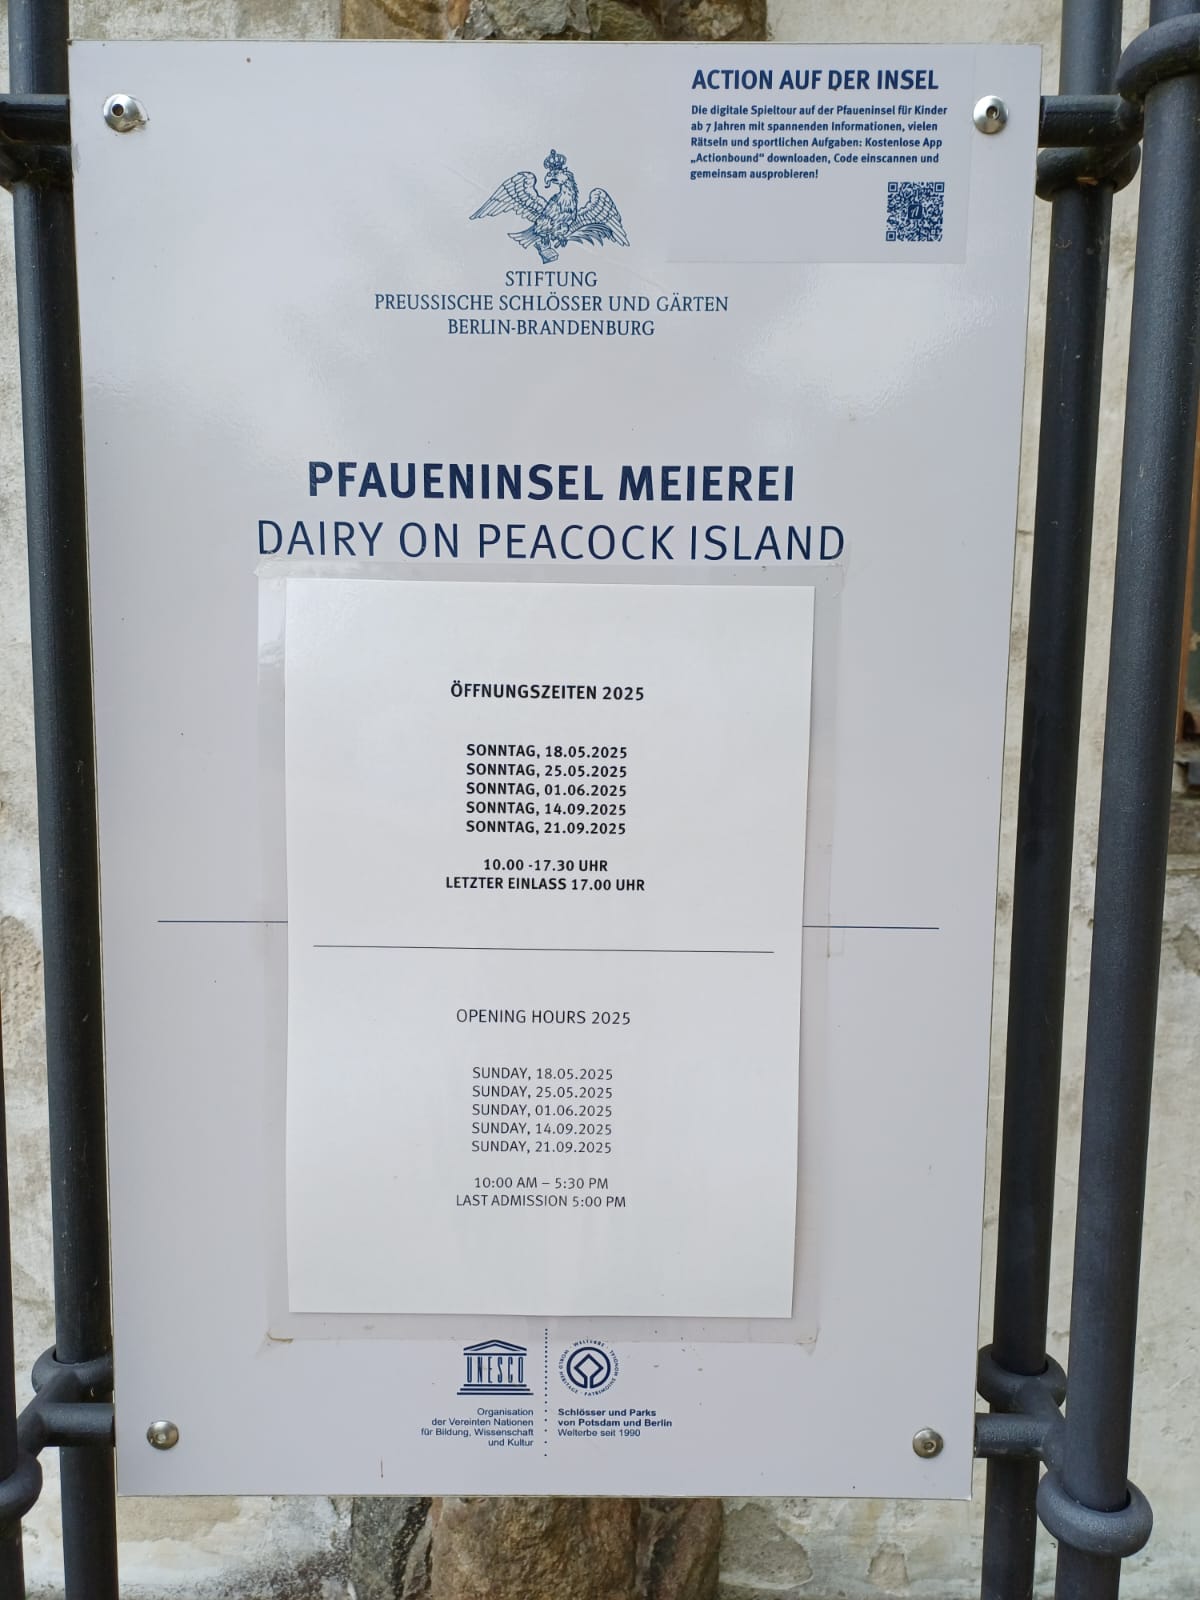 ACTION AUF DER INSEL
Die digitale Spieltour auf der Pfaueninsel für Kinder
ab 7 Jahren mit spannenden Informationen, vielen
Rätseln und sportlichen Aufgaben: Kostenlose App
„Actionbound“ downloaden, Code einscannen und
gemeinsam ausprobieren!
STIFTUNG
PREUSSISCHE SCHLÖSSER UND GÄRTEN
BERLIN-BRANDENBURG
PFAUENINSEL MEIEREI
DAIRY ON PEACOCK ISLAND
ÖFFNUNGSZEITEN 2025
SONNTAG, 18.05.2025
SONNTAG, 25.05.2025
SONNTAG, 01.06.2025
SONNTAG, 14.09.2025
SONNTAG, 21.09.2025
10.00 -17.30 UHR
LETZTER EINLASS 17.00 UHR
OPENING HOURS 2025
SUNDAY, 18.05.2025
SUNDAY, 25.05.2025
SUNDAY, 01.06.2025
SUNDAY, 14.09.2025
SUNDAY, 21.09.2025
10:00 AM – 5:30 PM
LAST ADMISSION 5:00 PM
UNESCO
Organisation
der Vereinten Nationen
für Bildung, Wissenschaft
und Kultur
WELTERBE · WORLD HERITAGE · PATRIMOINE MONDIAL
Schlösser und Parks
von Potsdam und Berlin
Welterbe seit 1990